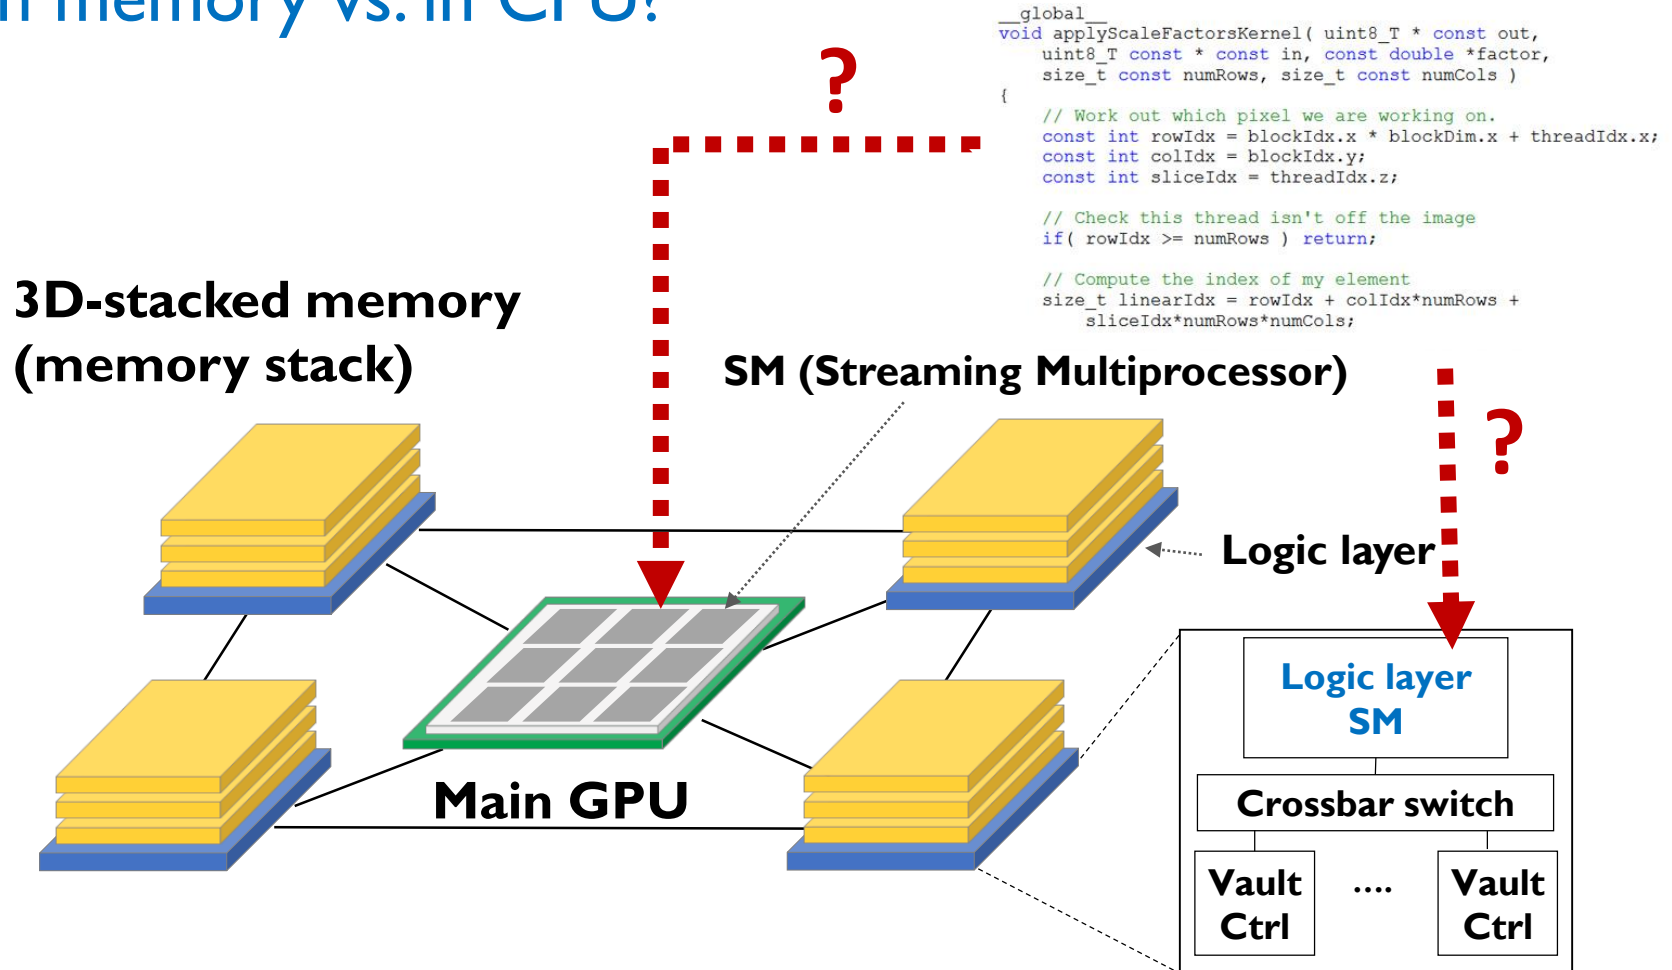 in memory vs. in CPU?
__global__
void applyScaleFactorsKernel( uint8_T * const out,
uint8_T const * const in, const double *factor,
size_t const numRows, size_t const numCols )
{
// Work out which pixel we are working on.
const int rowIdx = blockIdx.x * blockDim.x + threadIdx.x;
const int colIdx = blockIdx.y;
const int sliceIdx = threadIdx.z;
// Check this thread isn't off the image
if( rowIdx >= numRows ) return;
// Compute the index of my element
size_t linearIdx = rowIdx + colIdx*numRows +
sliceIdx*numRows*numCols;
?
3D-stacked memory
(memory stack)
SM (Streaming Multiprocessor)
?
Logic layer
Main GPU
Logic layer
SM
Crossbar switch
Vault
Ctrl
....
Vault
Ctrl